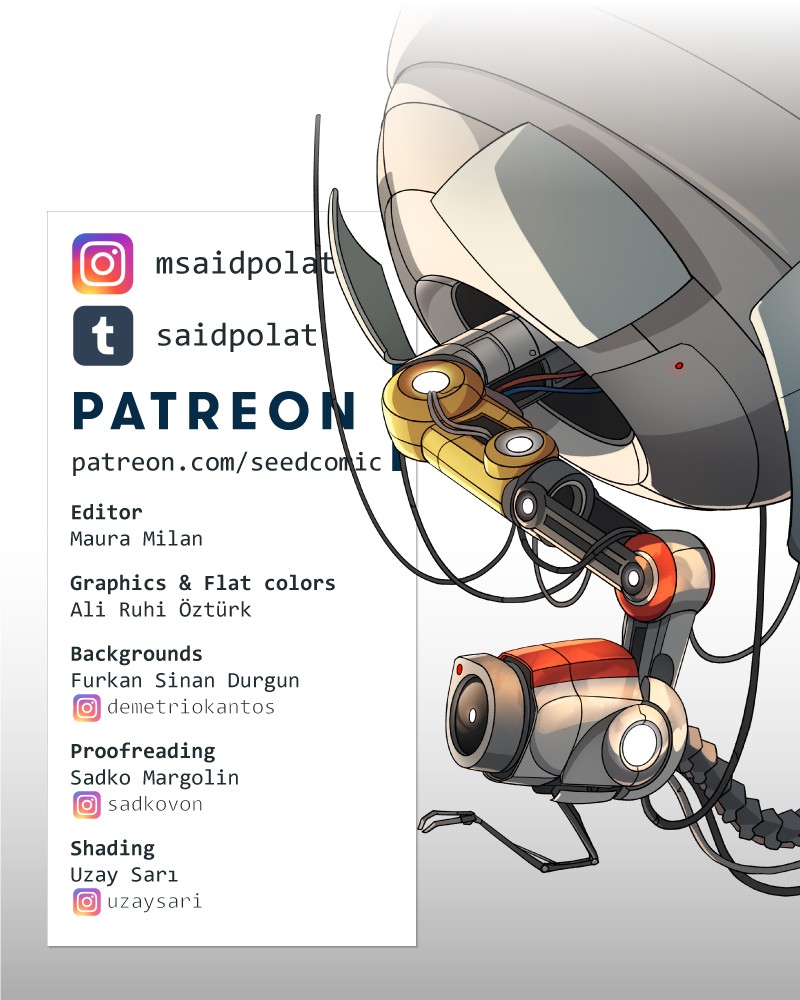 msaidpolat
saidpolat
PATREON
patreon.com/seedcomic
Editor
Maura Milan
Graphics & Flat colors
Ali Ruhi Öztürk
Backgrounds
Furkan Sinan Durgun
demetriokantos
Proofreading
Sadko Margolin
sadkovon
Shading
Uzay Sarı
uzaysari